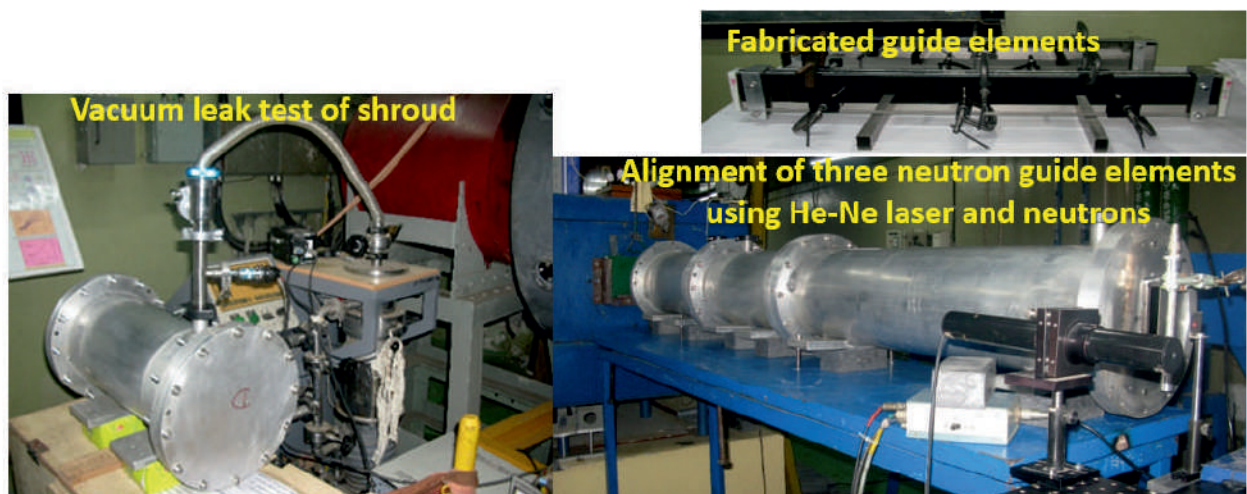 Vacuum leak test of shroud
Fabricated guide elements
Alignment of three neutron guide elements
using He-Ne laser and neutrons